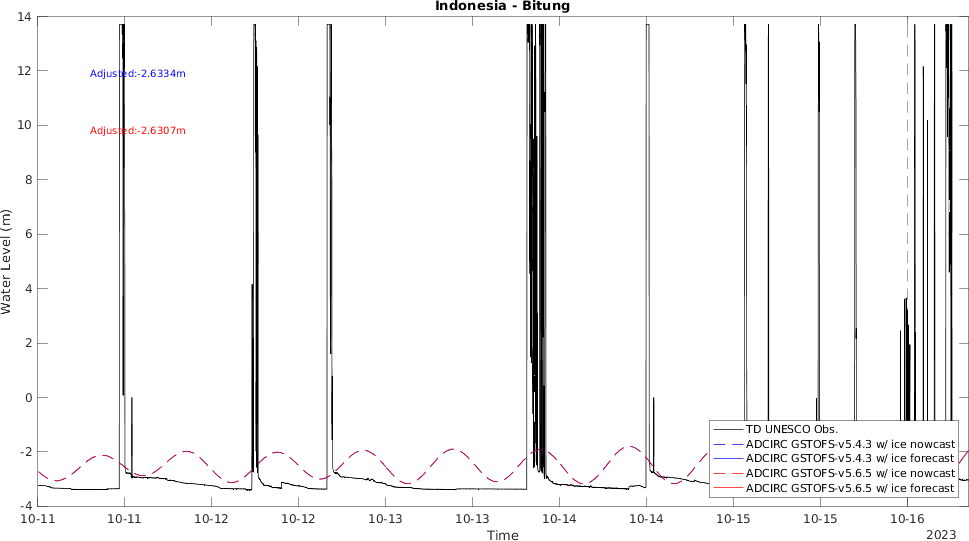 Indonesia - Bitung
14
12
10
8
6
4
2
0
-2
-4
Water Level (m)
Adjusted:-2.6334m
Adjusted:-2.6307m
TD UNESCO Obs.
ADCIRC GSTOFS-v5.4.3 w/ ice nowcast
ADCIRC GSTOFS-v5.4.3 w/ ice forecast
ADCIRC GSTOFS-v5.6.5 w/ ice nowcast
ADCIRC GSTOFS-v5.6.5 w/ ice forecast
10-11 10-11 10-12 10-12 10-13 10-13 10-14 10-14 10-15 10-15 10-16
Time
2023